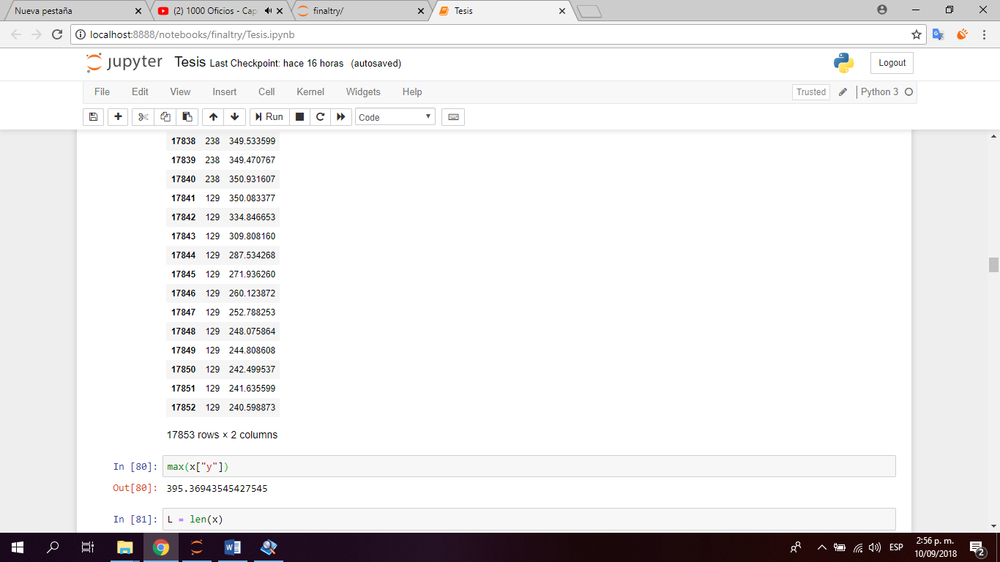 Nueva pestaña
(2) 1000 Oficios - Cap
finaltry/
Tesis
localhost:8888/notebooks/finaltry/Tesis.ipynb
jupyter Tesis Last Checkpoint: hace 16 horas (autosaved)
Logout
File Edit View Insert Cell Kernel Widgets Help
Trusted Python 3
Run Code
17838 238 349.533599
17839 238 349.470767
17840 238 350.931607
17841 129 350.083377
17842 129 334.846653
17843 129 309.808160
17844 129 287.534268
17845 129 271.936260
17846 129 260.123872
17847 129 252.788253
17848 129 248.075864
17849 129 244.808608
17850 129 242.499537
17851 129 241.635599
17852 129 240.598873
17853 rows × 2 columns
In [80]: max(x["y"])
Out[80]: 395.36943545427545
In [81]: L = len(x)
ESP
2:56 p. m.
10/09/2018
2